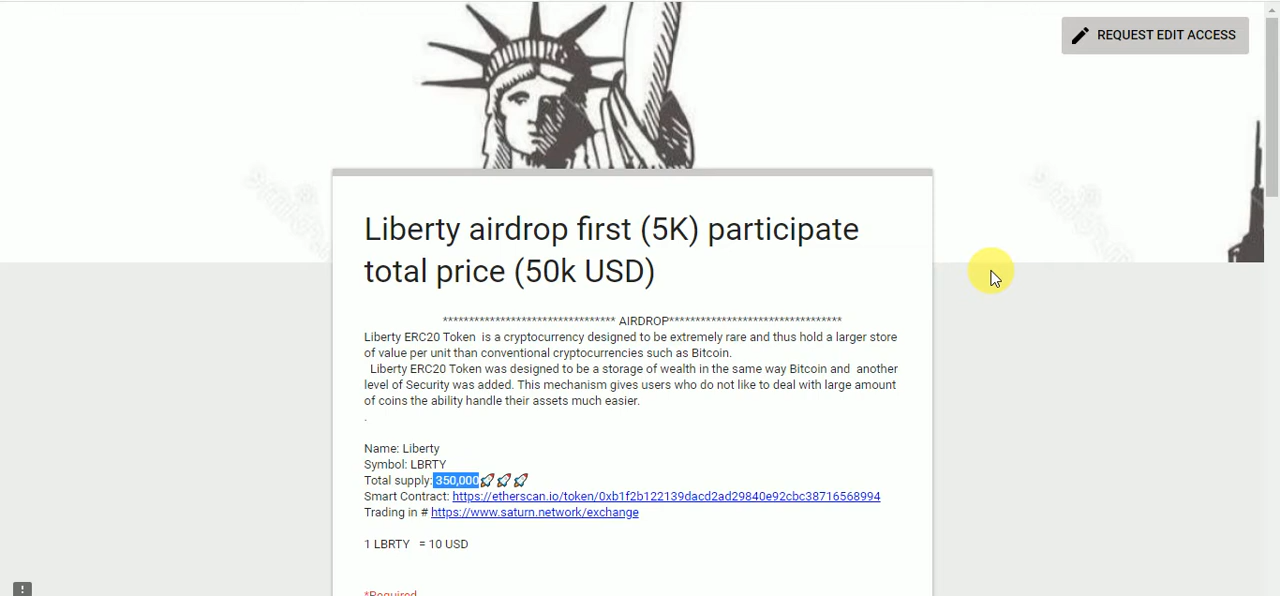 REQUEST EDIT ACCESS
Liberty airdrop first (5K) participate
total price (50k USD)
******************************** AIRDROP********************************
Liberty ERC20 Token  is a cryptocurrency designed to be extremely rare and thus hold a larger store
of value per unit than conventional cryptocurrencies such as Bitcoin.
Liberty ERC20 Token was designed to be a storage of wealth in the same way Bitcoin and  another
level of Security was added. This mechanism gives users who do not like to deal with large amount
of coins the ability handle their assets much easier.
.
Name: Liberty
Symbol: LBRTY
Total supply: 350,000🚀🚀🚀
Smart Contract: https://etherscan.io/token/0xb1f2b122139dacd2ad29840e92cbc38716568994
Trading in # https://www.saturn.network/exchange
1 LBRTY   = 10 USD
*Required